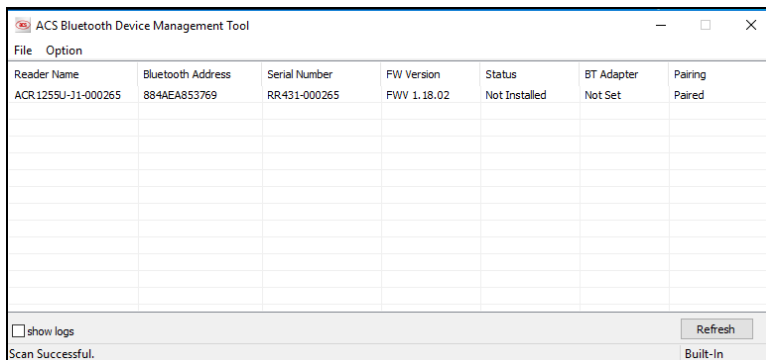 ACS Bluetooth Device Management Tool
File Option
Reader Name Bluetooth Address Serial Number FW Version Status BT Adapter Pairing
ACR1255U-J1-000265 884AEA853769 RR431-000265 FWV 1.18.02 Not Installed Not Set Paired
show logs Refresh
Scan Successful. Built-In